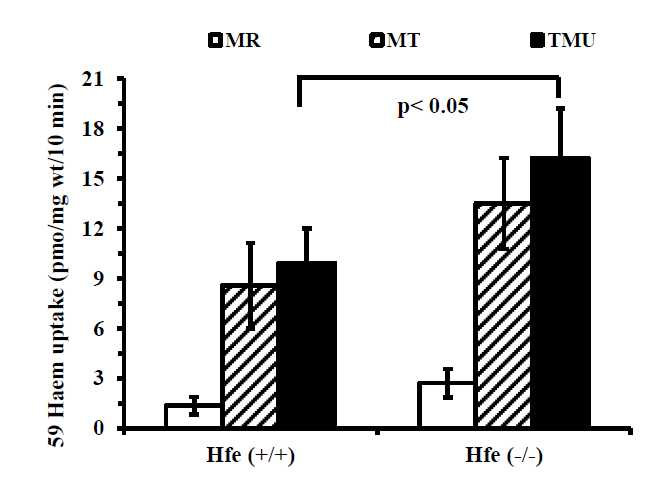 MR MT TMU
21
p< 0.05
18
15
12
9
6
3
0
59 Haem uptake (pmo/mg wt/10 min)
Hfe (+/+) Hfe (-/-)